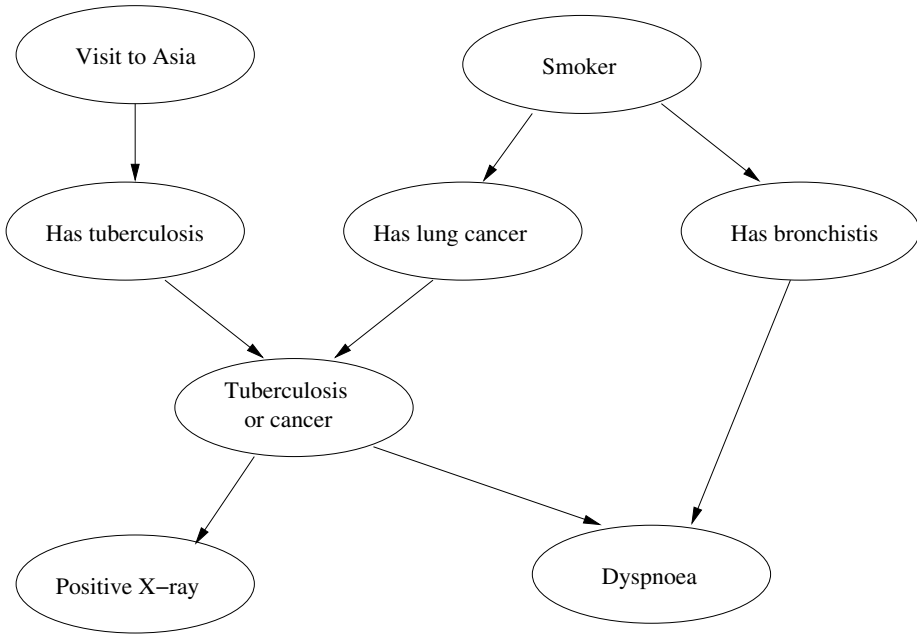 Visit to Asia
Smoker
Has tuberculosis
Has lung cancer
Has bronchistis
Tuberculosis
or cancer
Positive X−ray
Dyspnoea